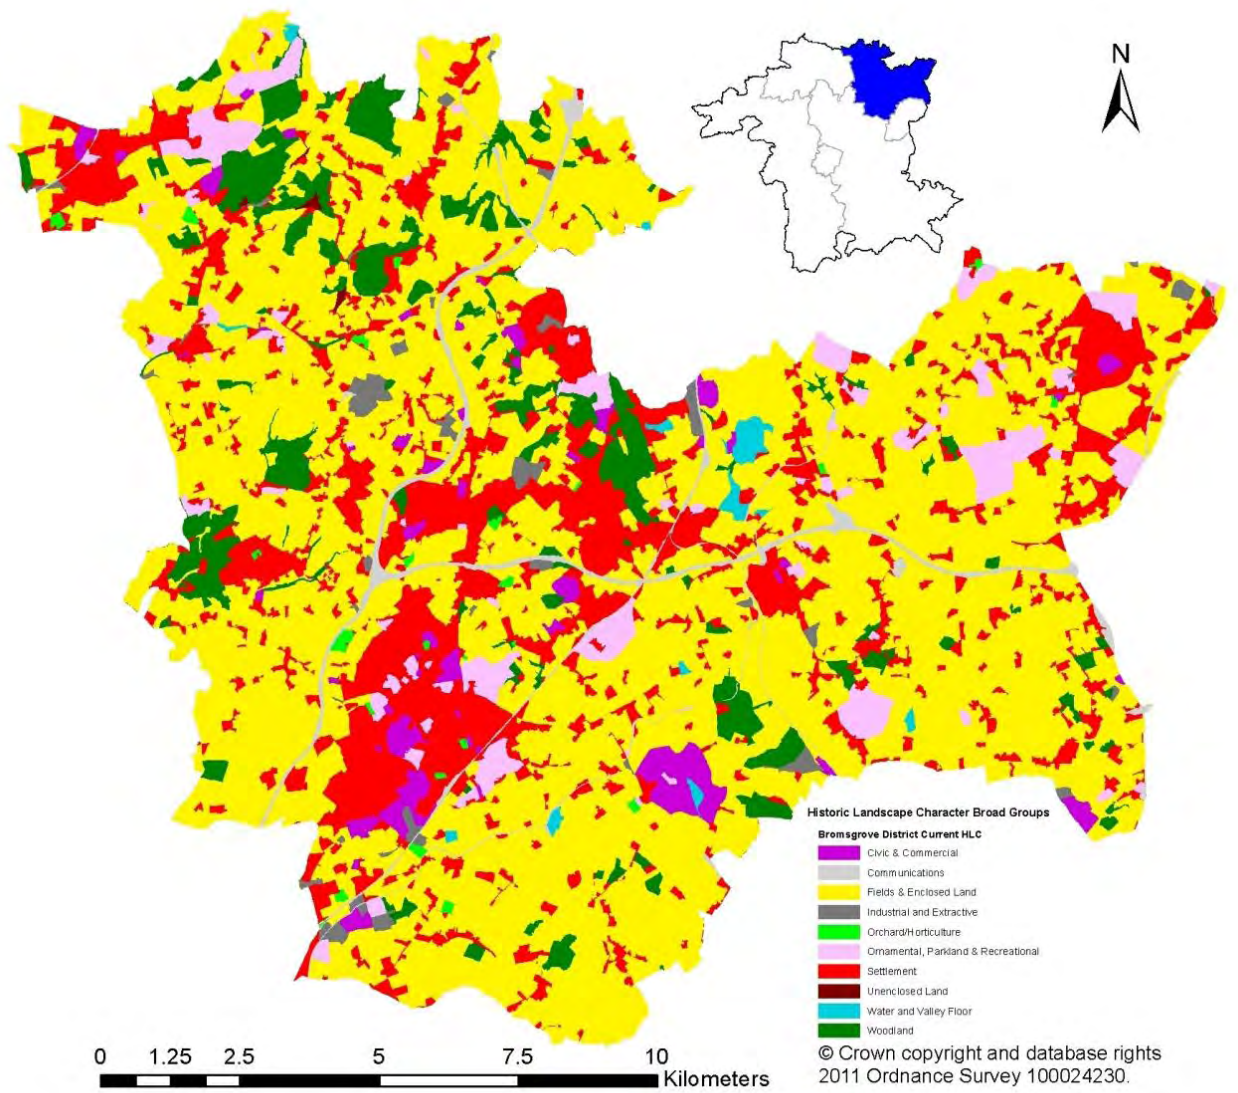 N
Historic Landscape Character Broad Groups
Bromsgrove District Current HLC
Civic & Commercial
Communications
Fields & Enclosed Land
Industrial and Extractive
Orchard/Horticulture
Ornamental, Parkland & Recreational
Settlement
Unenclosed Land
Water and Valley Floor
Woodland
© Crown copyright and database rights
2011 Ordnance Survey 100024230.
0 1.25 2.5 5 7.5 10
Kilometers